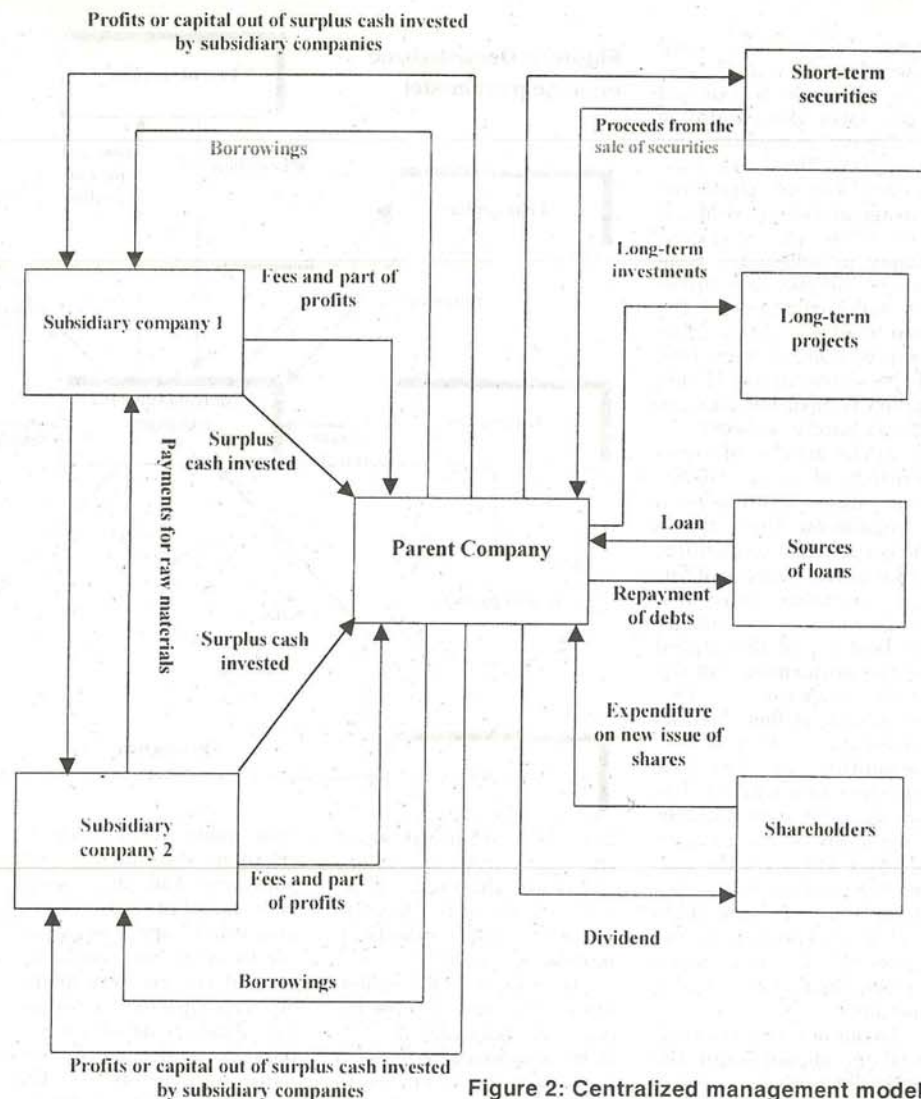 Profits or capital out of surplus cash invested
by subsidiary companies
Short-term
securities
Borrowings
Proceeds from the
sale of securities
Long-term
investments
Fees and part of
profits
Subsidiary company 1
Long-term
projects
Surplus
cash invested
Payments for raw materials
Parent Company
Loan
Sources
of loans
Repayment
of debts
Surplus cash
invested
Expenditure
on new issue of
shares
Subsidiary
company 2
Shareholders
Fees and part
of profits
Dividend
Borrowings
Profits or capital out of surplus cash invested
by subsidiary companies
Figure 2: Centralized management model